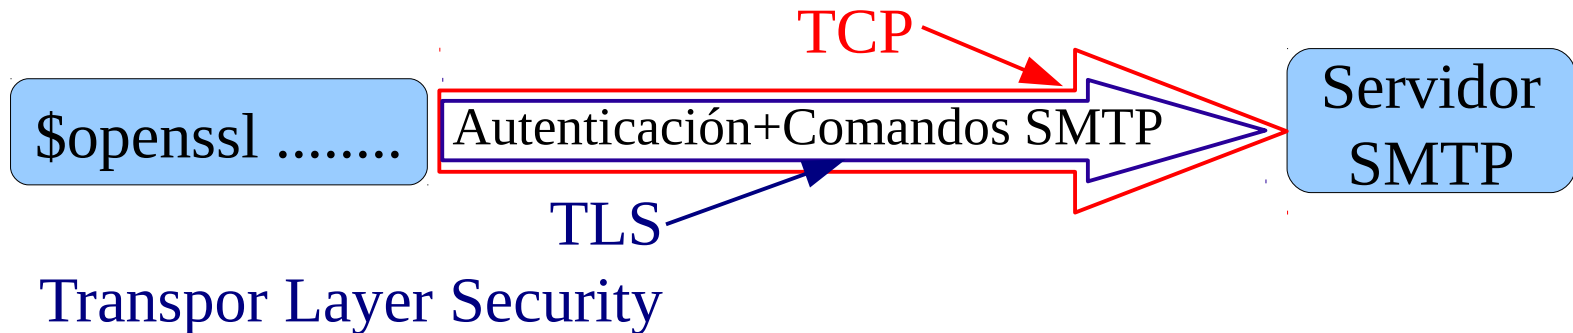 TCP
$openssl ........
Autenticación+Comandos SMTP
Servidor
SMTP
TLS
Transpor Layer Security